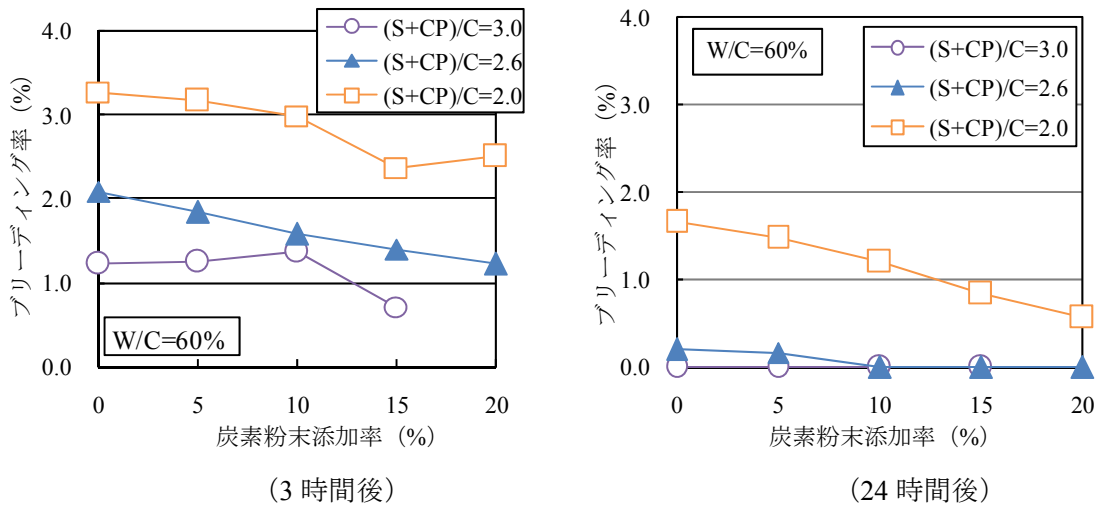 4.0
3.0
2.0
1.0
0.0
ブリーディング率 (%)
(S+CP)/C=3.0
(S+CP)/C=2.6
(S+CP)/C=2.0
W/C=60%
0 5 10 15 20
炭素粉末添加率 (%)
(3 時間後)
4.0
3.0
2.0
1.0
0.0
ブリーディング率 (%)
W/C=60%
(S+CP)/C=3.0
(S+CP)/C=2.6
(S+CP)/C=2.0
0 5 10 15 20
炭素粉末添加率 (%)
(24 時間後)